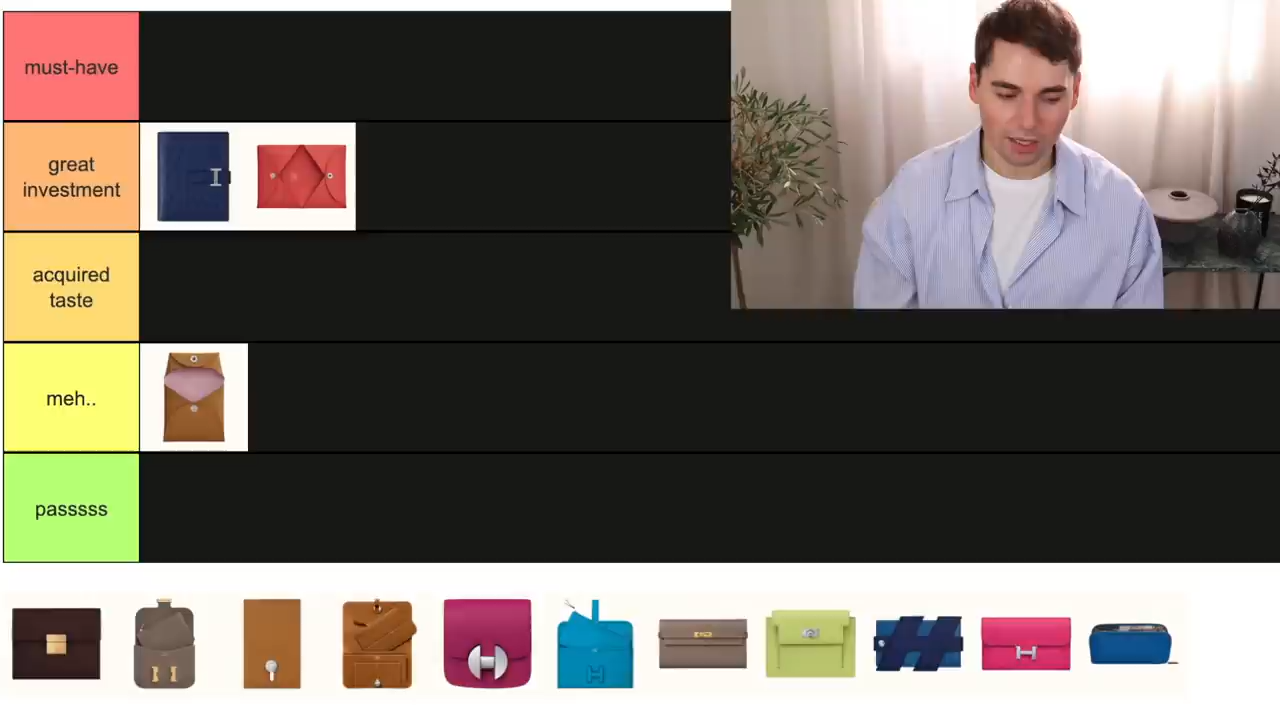 must-have
great
investment
acquired
taste
meh..
passsss